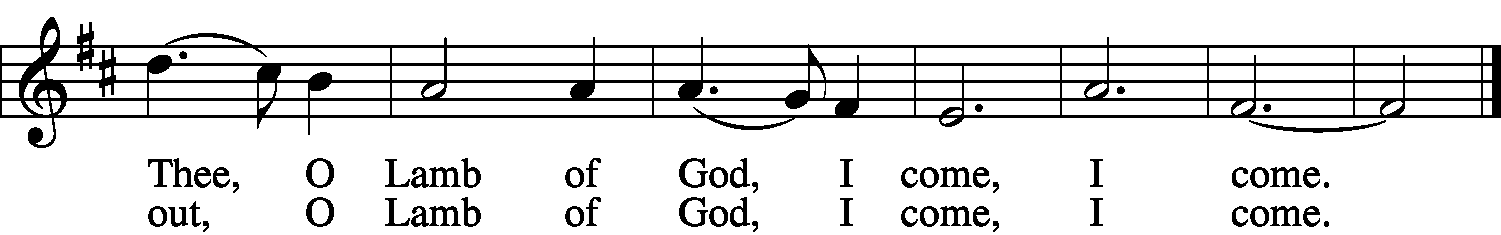 Thee, O Lamb of God, I come, I come.
out, O Lamb of God, I come, I come.